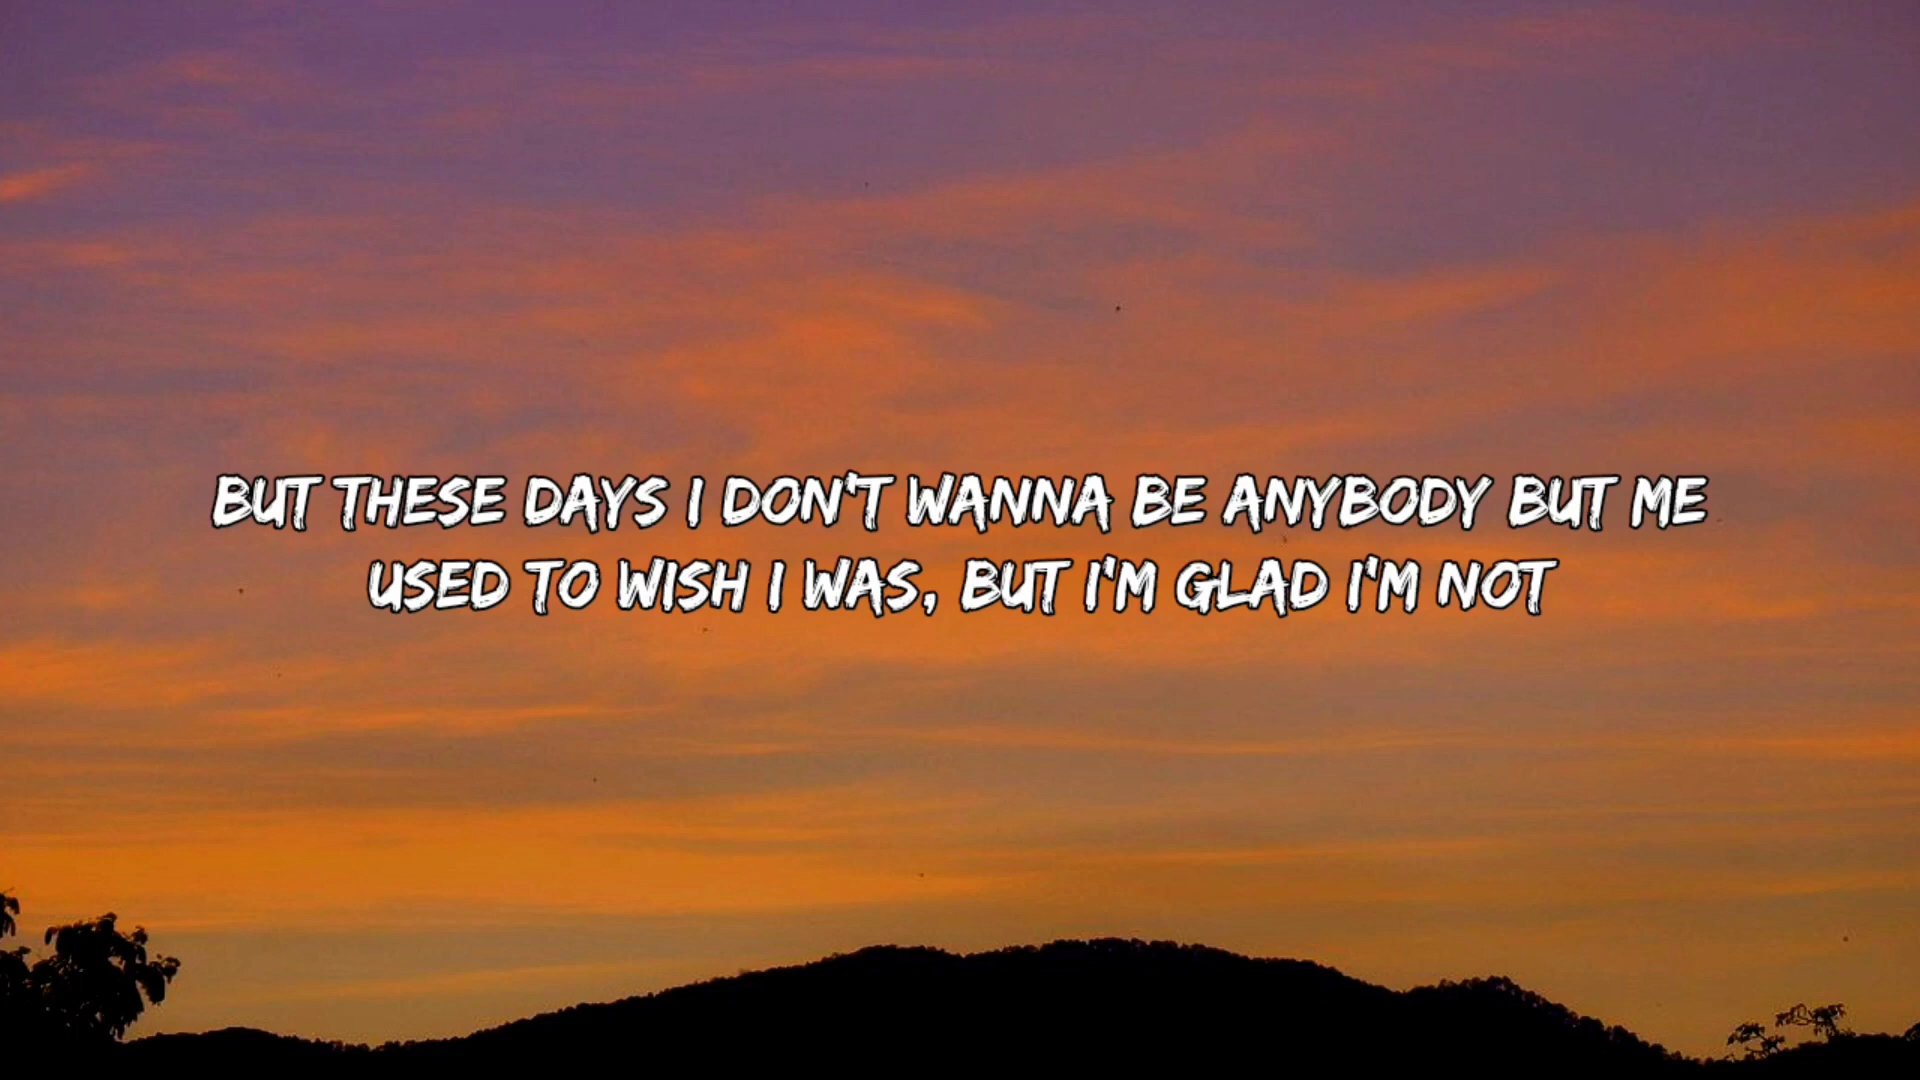 BUT THESE DAYS I DON'T WANNA BE ANYBODY BUT ME
USED TO WISH I WAS, BUT I'M GLAD I'M NOT